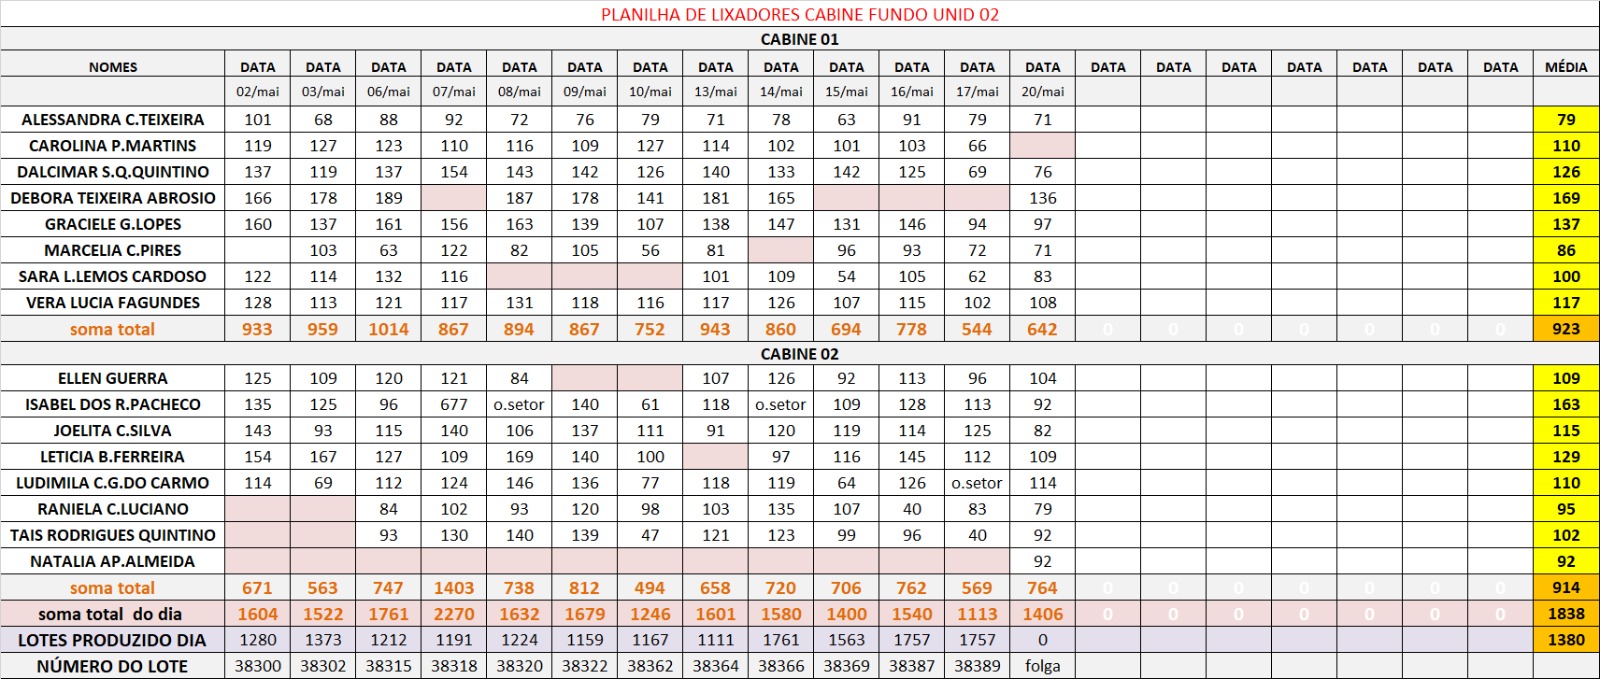 PLANILHA DE LIXADORES CABINE FUNDO UNID 02
CABINE 01
NOMES DATA DATA DATA DATA DATA DATA DATA DATA DATA DATA DATA DATA DATA DATA DATA DATA DATA DATA DATA DATA MÉDIA
02/mai 03/mai 06/mai 07/mai 08/mai 09/mai 10/mai 13/mai 14/mai 15/mai 16/mai 17/mai 20/mai
ALESSANDRA C.TEIXEIRA 101 68 88 92 72 76 79 71 78 63 91 79 71 79
CAROLINA P.MARTINS 119 127 123 110 116 109 127 114 102 101 103 66 110
DALCIMAR S.Q.QUINTINO 137 119 137 154 143 142 126 140 133 142 125 69 76 126
DEBORA TEIXEIRA ABROSIO 166 178 189 187 178 141 181 165 136 169
GRACIELE G.LOPES 160 137 161 156 163 139 107 138 147 131 146 94 97 137
MARCELIA C.PIRES 103 63 122 82 105 56 81 96 93 72 71 86
SARA L.LEMOS CARDOSO 122 114 132 116 101 109 54 105 62 83 100
VERA LUCIA FAGUNDES 128 113 121 117 131 118 116 117 126 107 115 102 108 117
soma total 933 959 1014 867 894 867 752 943 860 694 778 544 642 0 0 0 0 0 0 0 923
CABINE 02
ELLEN GUERRA 125 109 120 121 84 107 126 92 113 96 104 109
ISABEL DOS R.PACHECO 135 125 96 677 o.setor 140 61 118 o.setor 109 128 113 92 163
JOELITA C.SILVA 143 93 115 140 106 137 111 91 120 119 114 125 82 115
LETICIA B.FERREIRA 154 167 127 109 169 140 100 97 116 145 112 109 129
LUDIMILA C.G.DO CARMO 114 69 112 124 146 136 77 118 119 64 126 o.setor 114 110
RANIELA C.LUCIANO 84 102 93 120 98 103 135 107 40 83 79 95
TAIS RODRIGUES QUINTINO 93 130 140 139 47 121 123 99 96 40 92 102
NATALIA AP.ALMEIDA 92 92
soma total 671 563 747 1403 738 812 494 658 720 706 762 569 764 0 0 0 0 0 0 0 914
soma total do dia 1604 1522 1761 2270 1632 1679 1246 1601 1580 1400 1540 1113 1406 0 0 0 0 0 0 0 1838
LOTES PRODUZIDO DIA 1280 1373 1212 1191 1224 1159 1167 1111 1761 1563 1757 1757 0 1380
NÚMERO DO LOTE 38300 38302 38315 38318 38320 38322 38362 38364 38366 38369 38387 38389 folga